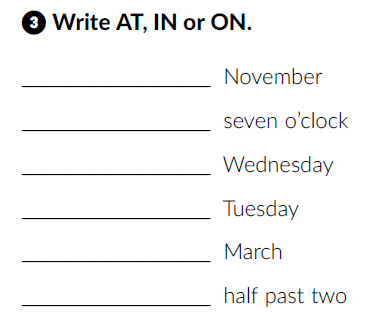 3 Write AT, IN or ON.
November
seven o'clock
Wednesday
Tuesday
March
half past two